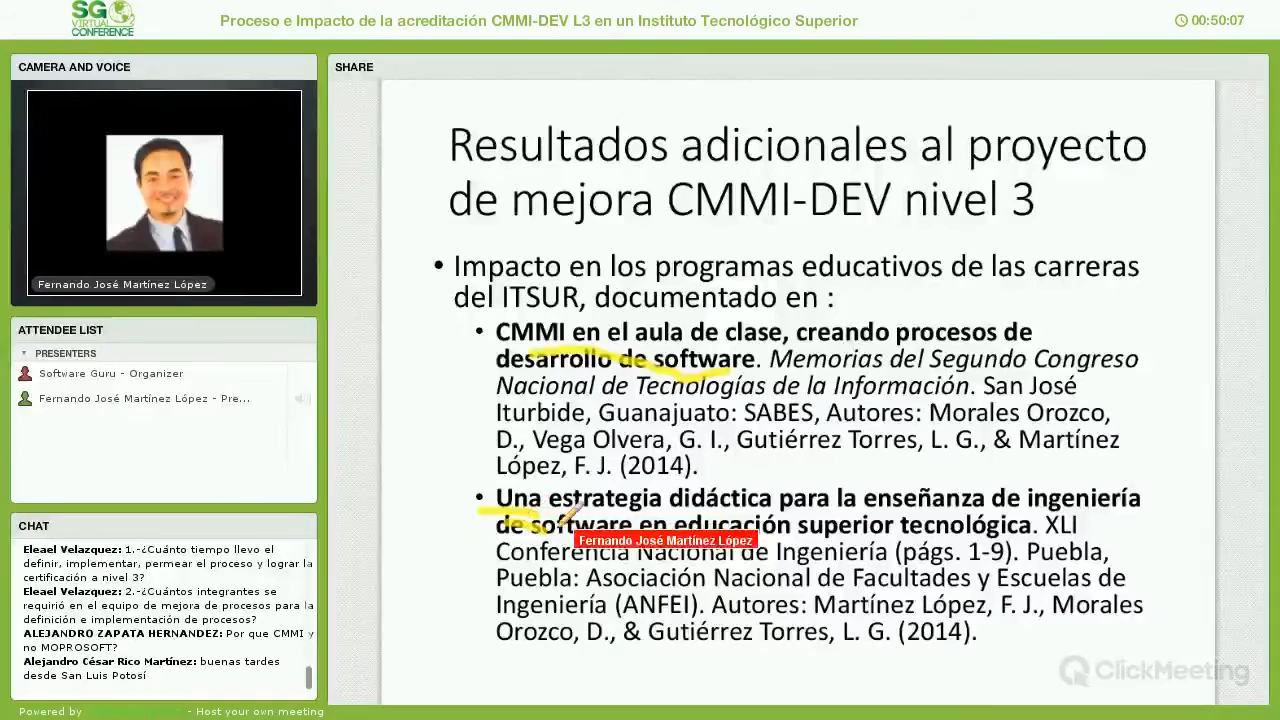 SG
VIRTUAL
CONFERENCE
Proceso e Impacto de la acreditación CMMI-DEV L3 en un Instituto Tecnológico Superior
00:50:07
CAMERA AND VOICE
Fernando José Martínez López
ATTENDEE LIST
PRESENTERS
Software Guru - Organizer
Fernando José Martínez López - Pre...
CHAT
Eleael Velazquez: 1.-¿Cuánto tiempo llevo el
definir, implementar, permear el proceso y lograr la
certificación a nivel 3?
Eleael Velazquez: 2.-¿Cuántos integrantes se
requirió en el equipo de mejora de procesos para la
definición e implementación de procesos?
ALEJANDRO ZAPATA HERNANDEZ: Por que CMMI y
no MOPROSOFT?
Alejandro César Rico Martínez: buenas tardes
desde San Luis Potosí
SHARE
Resultados adicionales al proyecto
de mejora CMMI-DEV nivel 3
• Impacto en los programas educativos de las carreras
del ITSUR, documentado en :
• CMMI en el aula de clase, creando procesos de
desarrollo de software. Memorias del Segundo Congreso
Nacional de Tecnologías de la Información. San José
Iturbide, Guanajuato: SABES, Autores: Morales Orozco,
D., Vega Olvera, G. I., Gutiérrez Torres, L. G., & Martínez
López, F. J. (2014).
• Una estrategia didáctica para la enseñanza de ingeniería
de software en educación superior tecnológica. XLI
Fernando José Martínez López
Conferencia Nacional de Ingeniería (págs. 1-9). Puebla,
Puebla: Asociación Nacional de Facultades y Escuelas de
Ingeniería (ANFEI). Autores: Martínez López, F. J., Morales
Orozco, D., & Gutiérrez Torres, L. G. (2014).
ClickMeeting
Powered by - Host your own meeting